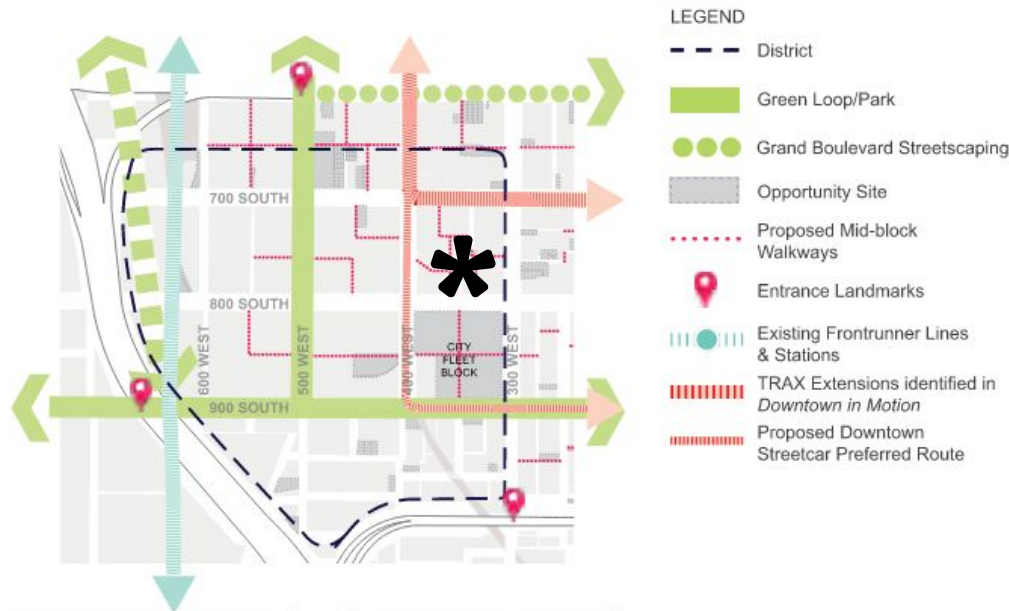 LEGEND
District
Green Loop/Park
Grand Boulevard Streetscaping
Opportunity Site
Proposed Mid-block
Walkways
Entrance Landmarks
Existing Frontrunner Lines
& Stations
TRAX Extensions identified in
Downtown in Motion
Proposed Downtown
Streetcar Preferred Route
700 SOUTH
800 SOUTH
600 WEST
500 WEST
400 WEST
300 WEST
CITY
FLEET
BLOCK
900 SOUTH